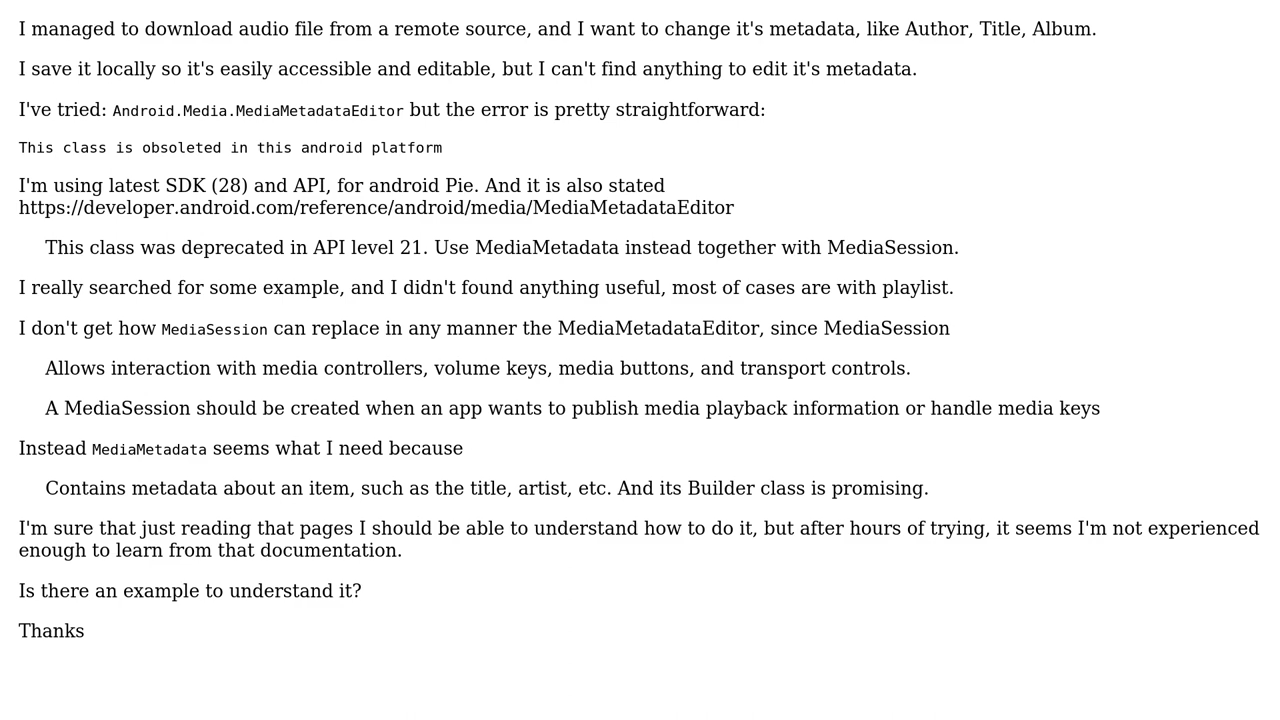 I managed to download audio file from a remote source, and I want to change it's metadata, like Author, Title, Album.
I save it locally so it's easily accessible and editable, but I can't find anything to edit it's metadata.
I've tried: Android.Media.MediaMetadataEditor but the error is pretty straightforward:
This class is obsoleted in this android platform
I'm using latest SDK (28) and API, for android Pie. And it is also stated
https://developer.android.com/reference/android/media/MediaMetadataEditor
This class was deprecated in API level 21. Use MediaMetadata instead together with MediaSession.
I really searched for some example, and I didn't found anything useful, most of cases are with playlist.
I don't get how MediaSession can replace in any manner the MediaMetadataEditor, since MediaSession
Allows interaction with media controllers, volume keys, media buttons, and transport controls.
A MediaSession should be created when an app wants to publish media playback information or handle media keys
Instead MediaMetadata seems what I need because
Contains metadata about an item, such as the title, artist, etc. And its Builder class is promising.
I'm sure that just reading that pages I should be able to understand how to do it, but after hours of trying, it seems I'm not experienced
enough to learn from that documentation.
Is there an example to understand it?
Thanks